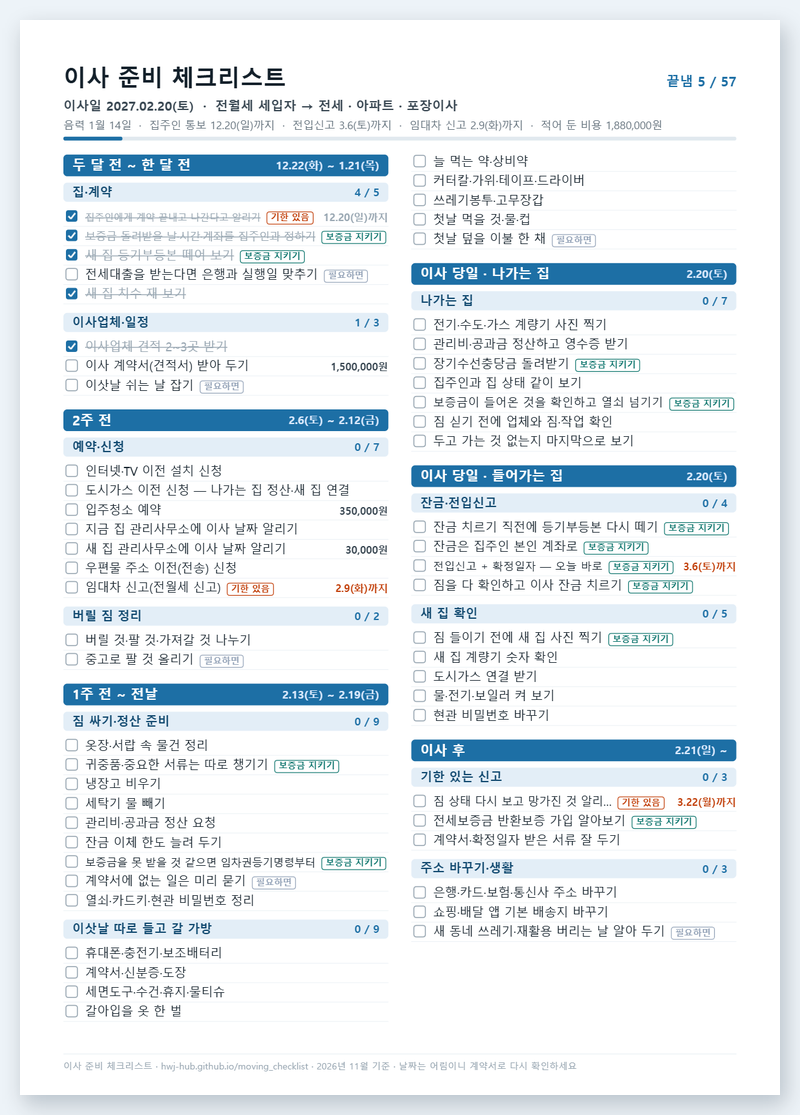 이사 준비 체크리스트
끝냄 5 / 57
이사일 2027.02.20(토) · 전월세 세입자 → 전세 · 아파트 · 포장이사
음력 1월 14일 · 집주인 통보 12.20(일)까지 · 전입신고 3.6(토)까지 · 임대차 신고 2.9(화)까지 · 적어 둔 비용 1,880,000원
두 달 전 ~ 한 달 전 12.22(화) ~ 1.21(목)
집·계약 4 / 5
집주인에게 계약 끝내고 나간다고 알리기 기한 있음 12.20(일)까지
보증금 돌려받을 날·시간·계좌를 집주인과 정하기 보증금 지키기
새 집 등기부등본 떼어 보기 보증금 지키기
전세대출을 받는다면 은행과 실행일 맞추기 필요하면
새 집 치수 재 보기
이사업체·일정 1 / 3
이사업체 견적 2~3곳 받기
이사 계약서(견적서) 받아 두기 1,500,000원
이삿날 쉬는 날 잡기 필요하면
2주 전 2.6(토) ~ 2.12(금)
예약·신청 0 / 7
인터넷·TV 이전 설치 신청
도시가스 이전 신청 — 나가는 집 정산·새 집 연결
입주청소 예약 350,000원
지금 집 관리사무소에 이사 날짜 알리기
새 집 관리사무소에 이사 날짜 알리기 30,000원
우편물 주소 이전(전송) 신청
임대차 신고(전월세 신고) 기한 있음 2.9(화)까지
버릴 짐 정리 0 / 2
버릴 것·팔 것·가져갈 것 나누기
중고로 팔 것 올리기 필요하면
1주 전 ~ 전날 2.13(토) ~ 2.19(금)
짐 싸기·정산 준비 0 / 9
옷장·서랍 속 물건 정리
귀중품·중요한 서류는 따로 챙기기 보증금 지키기
냉장고 비우기
세탁기 물 빼기
관리비·공과금 정산 요청
잔금 이체 한도 늘려 두기
보증금을 못 받을 것 같으면 임차권등기명령부터 보증금 지키기
계약서에 없는 일은 미리 묻기 필요하면
열쇠·카드키·현관 비밀번호 정리
이삿날 따로 들고 갈 가방 0 / 9
휴대폰·충전기·보조배터리
계약서·신분증·도장
세면도구·수건·휴지·물티슈
갈아입을 옷 한 벌
늘 먹는 약·상비약
커터칼·가위·테이프·드라이버
쓰레기봉투·고무장갑
첫날 먹을 것·물·컵
첫날 덮을 이불 한 채 필요하면
이사 당일 · 나가는 집 2.20(토)
나가는 집 0 / 7
전기·수도·가스 계량기 사진 찍기
관리비·공과금 정산하고 영수증 받기
장기수선충당금 돌려받기 보증금 지키기
집주인과 집 상태 같이 보기
보증금이 들어온 것을 확인하고 열쇠 넘기기 보증금 지키기
짐 싣기 전에 업체와 짐·작업 확인
두고 가는 것 없는지 마지막으로 보기
이사 당일 · 들어가는 집 2.20(토)
잔금·전입신고 0 / 4
잔금 치르기 직전에 등기부등본 다시 떼기 보증금 지키기
잔금은 집주인 본인 계좌로 보증금 지키기
전입신고 + 확정일자 — 오늘 바로 보증금 지키기 3.6(토)까지
짐을 다 확인하고 이사 잔금 치르기 보증금 지키기
새 집 확인 0 / 5
짐 들이기 전에 새 집 사진 찍기 보증금 지키기
새 집 계량기 숫자 확인
도시가스 연결 받기
물·전기·보일러 켜 보기
현관 비밀번호 바꾸기
이사 후 2.21(일) ~
기한 있는 신고 0 / 3
짐 상태 다시 보고 망가진 것 알리... 기한 있음 3.22(월)까지
전세보증금 반환보증 가입 알아보기 보증금 지키기
계약서·확정일자 받은 서류 잘 두기
주소 바꾸기·생활 0 / 3
은행·카드·보험·통신사 주소 바꾸기
쇼핑·배달 앱 기본 배송지 바꾸기
새 동네 쓰레기·재활용 버리는 날 알아 두기 필요하면
이사 준비 체크리스트 · hwj-hub.github.io/moving_checklist · 2026년 11월 기준 · 날짜는 어림이니 계약서로 다시 확인하세요